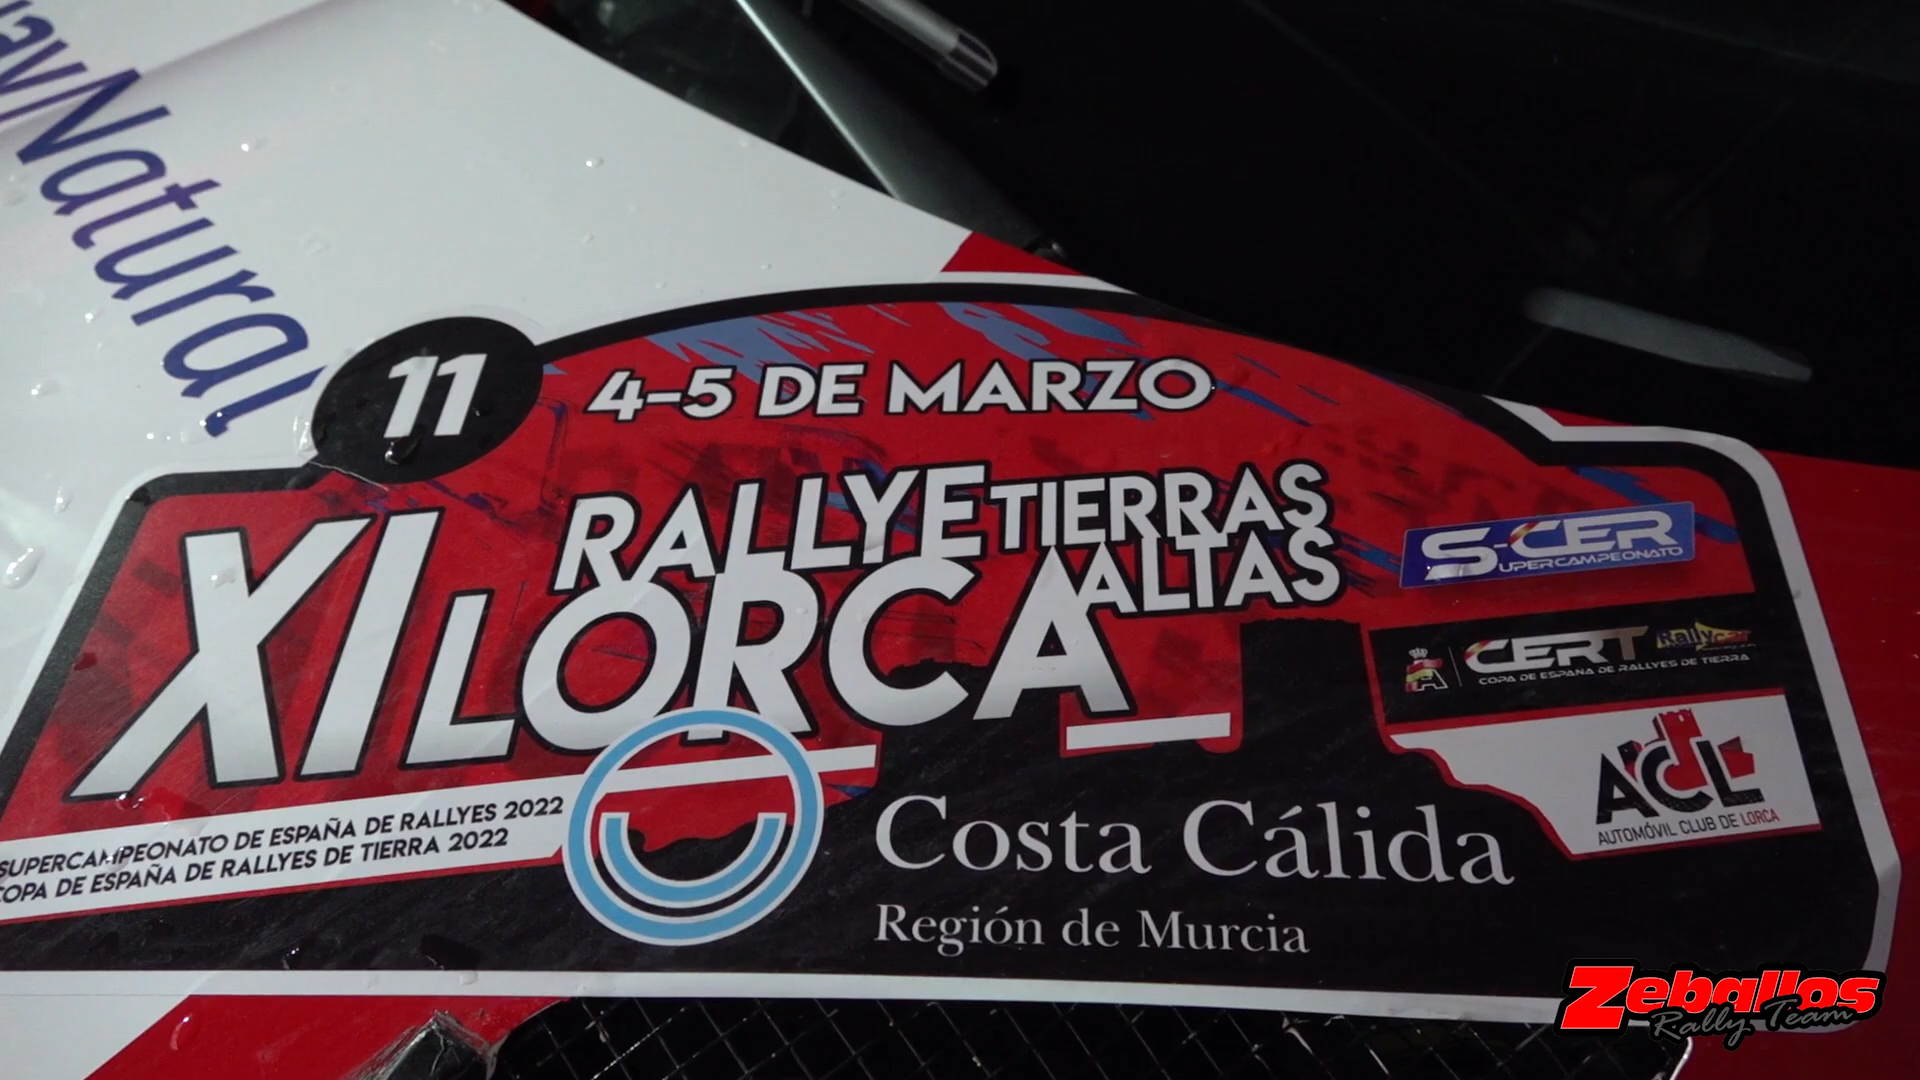 Natural
11
4-5 DE MARZO
XI RALLYE TIERRAS ALTAS
LORCA
S-CER
SUPERCAMPEONATO
CERT Rallycar
COPA DE ESPAÑA DE RALLYES DE TIERRA
ACL
AUTOMÓVIL CLUB DE LORCA
SUPERCAMPEONATO DE ESPAÑA DE RALLYES 2022
COPA DE ESPAÑA DE RALLYES DE TIERRA 2022
Costa Cálida
Región de Murcia
Zeballos
Rally Team